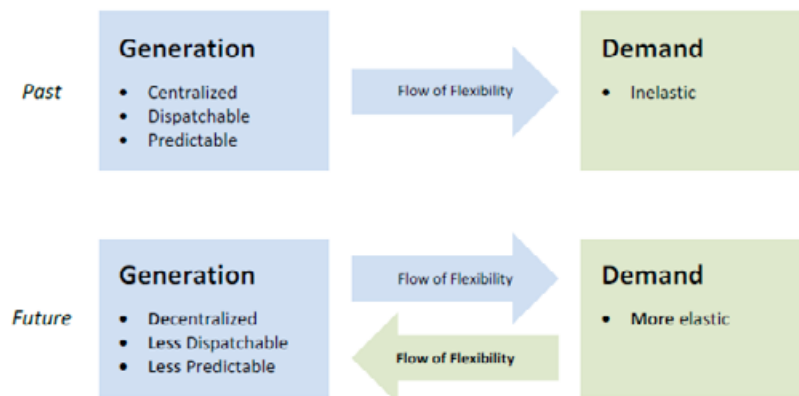 Generation
Demand
Past
• Centralized
• Dispatchable
• Predictable
Flow of Flexibility
• Inelastic
Generation
Demand
Future
• Decentralized
• Less Dispatchable
• Less Predictable
Flow of Flexibility
Flow of Flexibility
• More elastic